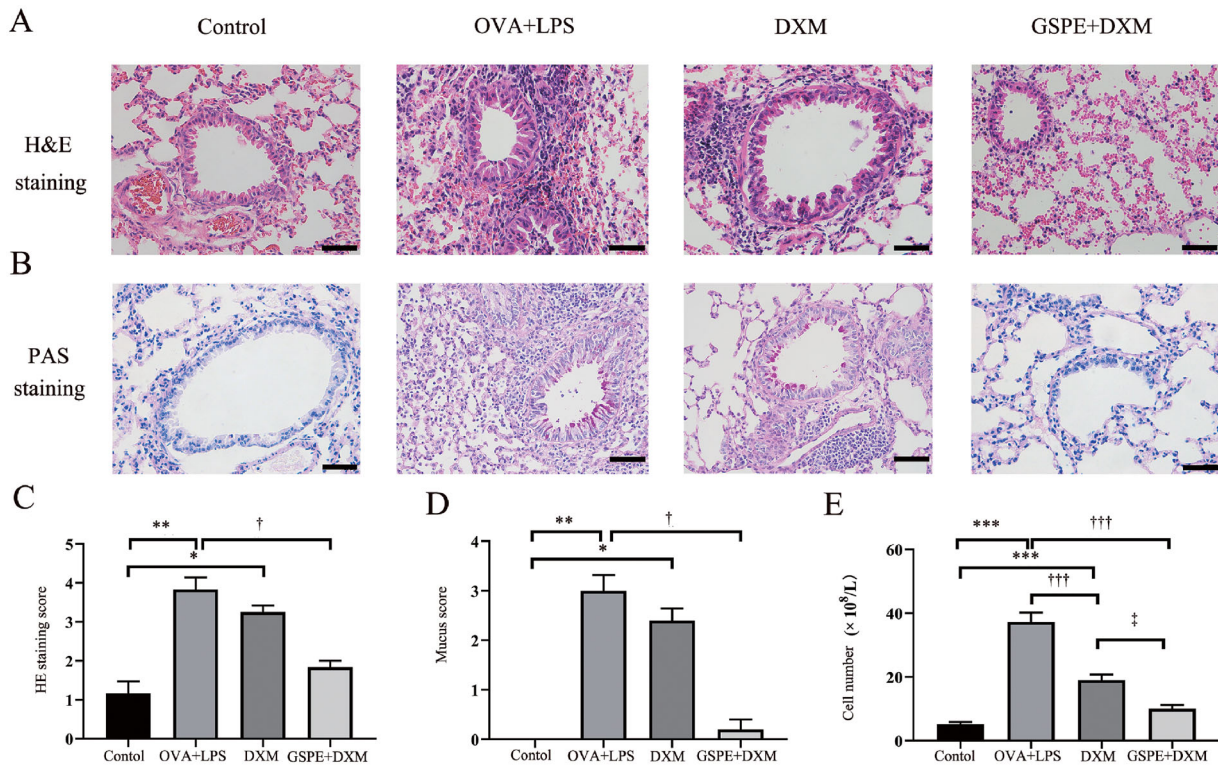 A
Control
OVA+LPS
DXM
GSPE+DXM
H&E
staining
B
PAS
staining
C
**
†
*
5
4
3
2
1
0
HE staining score
Contol
OVA+LPS
DXM
GSPE+DXM
D
**
†
*
4
3
2
1
0
Mucus score
Contol
OVA+LPS
DXM
GSPE+DXM
E
***
†††
***
†††
‡
60
40
20
0
Cell number (× 10⁸/L)
Contol
OVA+LPS
DXM
GSPE+DXM